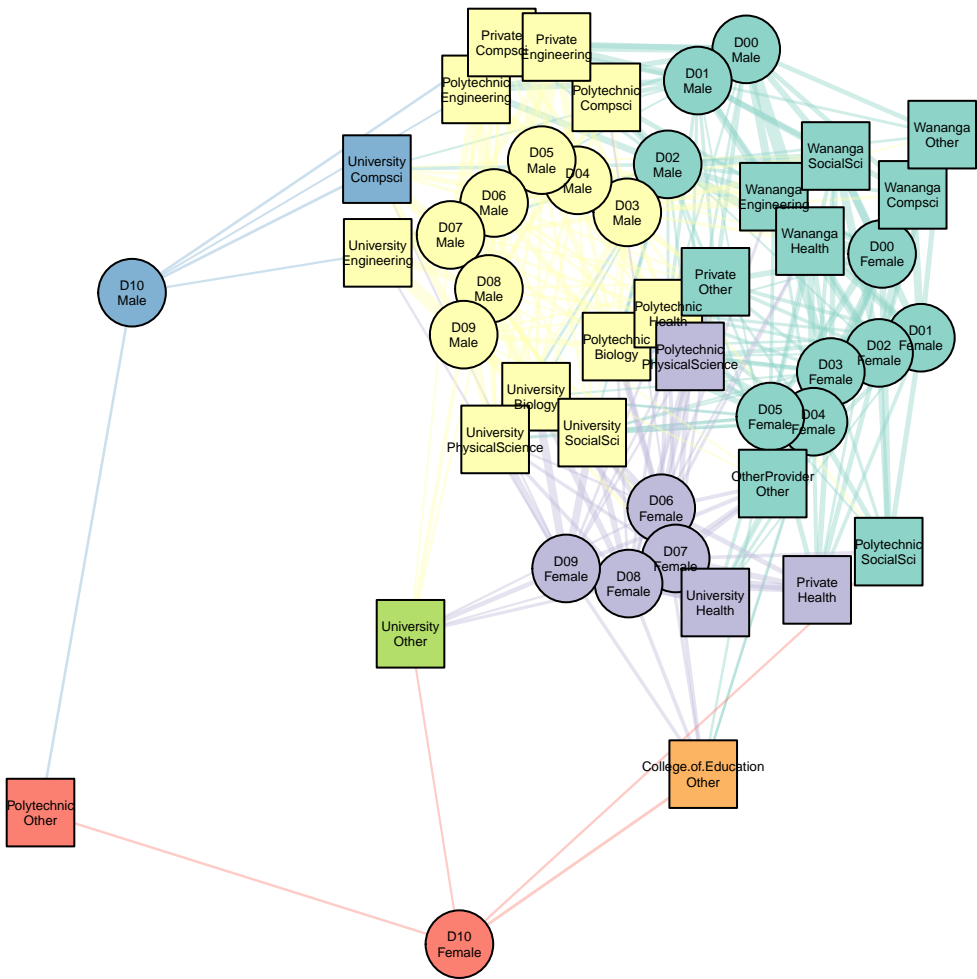 Private
Compsci
Private
Engineering
D00
Male
D01
Male
Polytechnic
Engineering
Polytechnic
Compsci
Wananga
Other
Wananga
SocialSci
University
Compsci
D05
Male
D04
Male
D02
Male
Wananga
Engineering
Wananga
Compsci
D06
Male
D03
Male
D07
Male
University
Engineering
Wananga
Health
D00
Female
D10
Male
D08
Male
Private
Other
Polytechnic
Health
D09
Male
Polytechnic
Biology
Polytechnic
PhysicalScience
D01
Female
D02
Female
D03
Female
University
Biology
University
PhysicalScience
University
SocialSci
D05
Female
D04
Female
OtherProvider
Other
D06
Female
Polytechnic
SocialSci
D07
Female
D09
Female
D08
Female
University
Health
Private
Health
University
Other
College.of.Education
Other
Polytechnic
Other
D10
Female